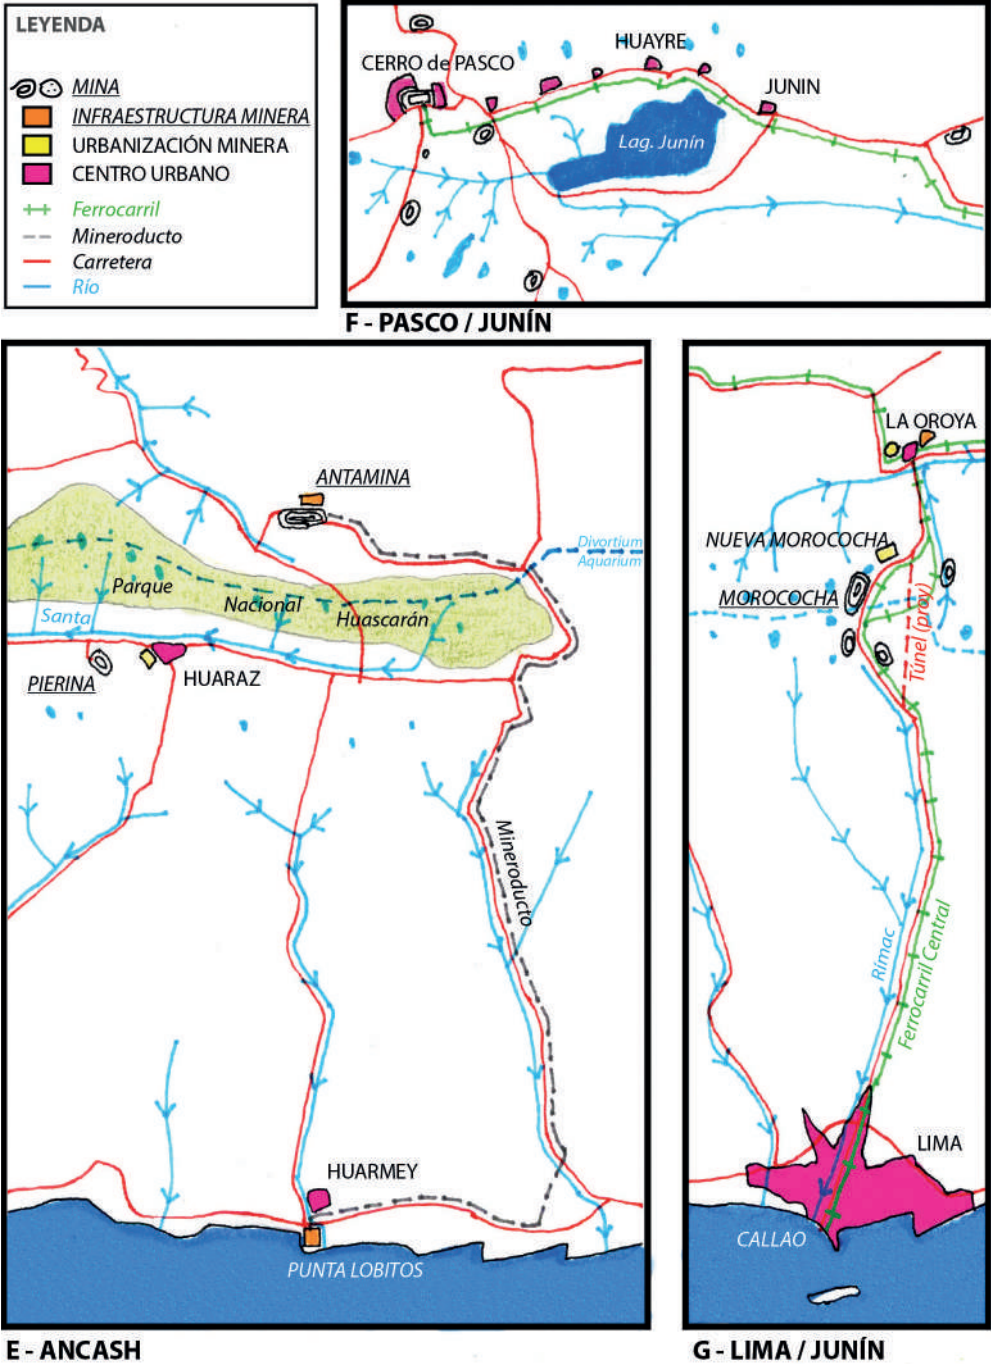 LEYENDA
MINA
INFRAESTRUCTURA MINERA
URBANIZACIÓN MINERA
CENTRO URBANO
Ferrocarril
Mineroducto
Carretera
Río
CERRO de PASCO
HUAYRE
JUNIN
Lag. Junín
F - PASCO / JUNÍN
ANTAMINA
Divortium
Aquarium
Parque
Nacional
Huascarán
Santa
PIERINA
HUARAZ
Mineroducto
HUARMEY
PUNTA LOBITOS
E - ANCASH
LA OROYA
NUEVA MOROCOCHA
MOROCOCHA
Túnel (proy)
Rímac
Ferrocarril Central
LIMA
CALLAO
G - LIMA / JUNÍN